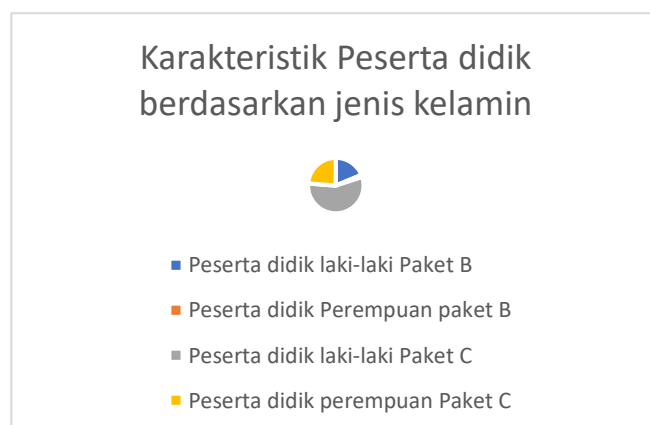 Karakteristik Peserta didik
berdasarkan jenis kelamin
Peserta didik laki-laki Paket B
Peserta didik Perempuan paket B
Peserta didik laki-laki Paket C
Peserta didik perempuan Paket C